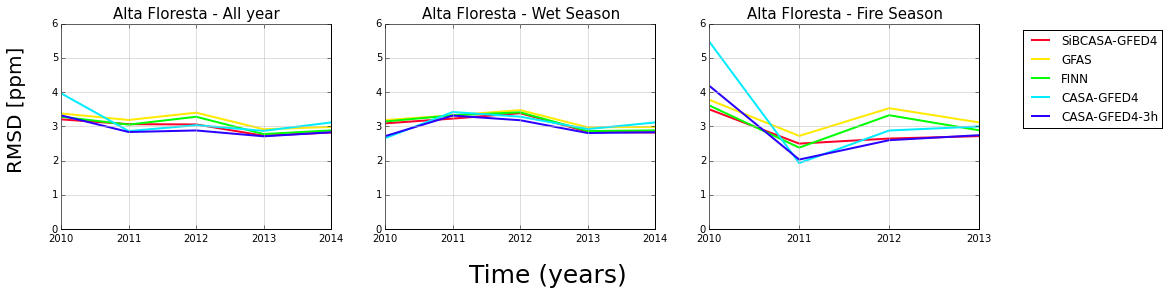 Alta Floresta - All year
RMSD [ppm]
6
5
4
3
2
1
0
2010 2011 2012 2013 2014
Alta Floresta - Wet Season
6
5
4
3
2
1
0
2010 2011 2012 2013 2014
Alta Floresta - Fire Season
6
5
4
3
2
1
0
2010 2011 2012 2013
Time (years)
SiBCASA-GFED4
GFAS
FINN
CASA-GFED4
CASA-GFED4-3h